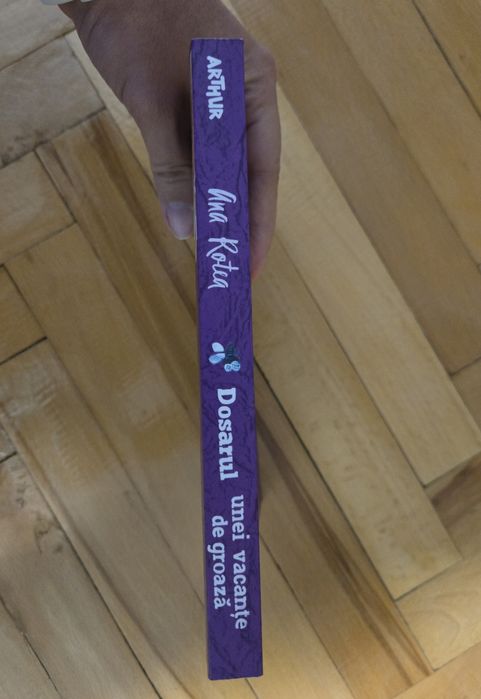 ARTHUR
Ana Rotea
Dosarul
unei vacanțe
de groază